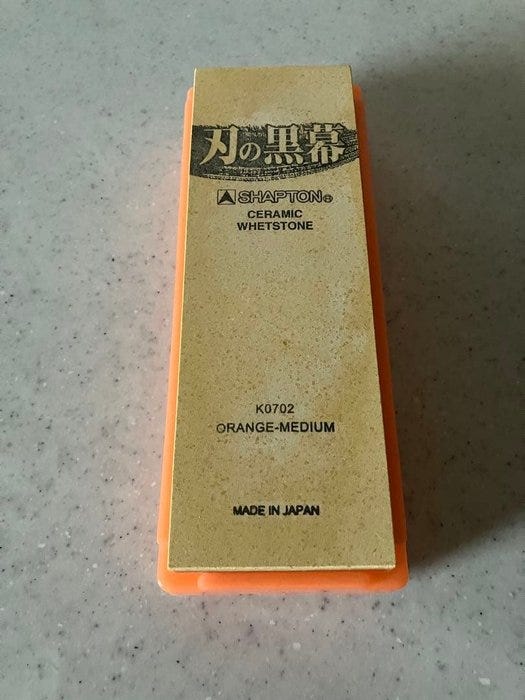 刃の黒幕
SHAPTON®
CERAMIC
WHETSTONE
K0702
ORANGE-MEDIUM
MADE IN JAPAN